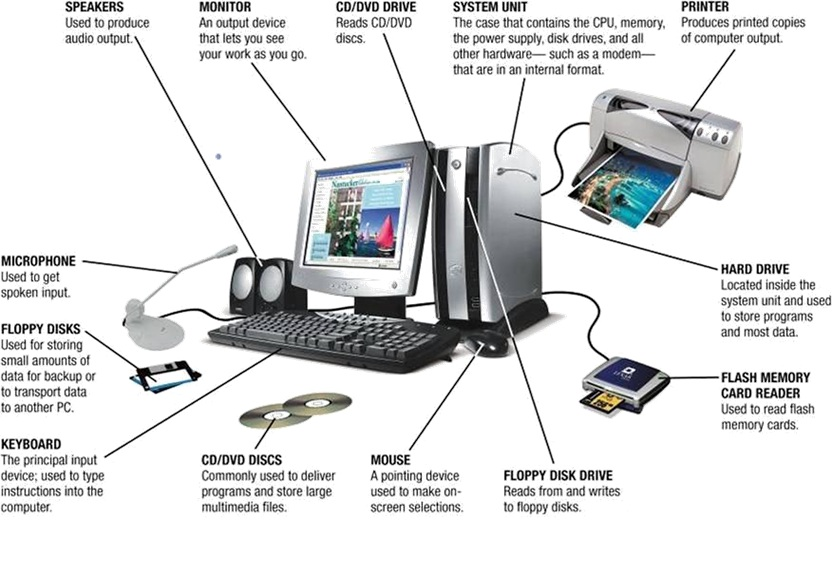 SPEAKERS
Used to produce
audio output.
MONITOR
An output device
that lets you see
your work as you go.
CD/DVD DRIVE
Reads CD/DVD
discs.
SYSTEM UNIT
The case that contains the CPU, memory,
the power supply, disk drives, and all
other hardware— such as a modem—
that are in an internal format.
PRINTER
Produces printed copies
of computer output.
MICROPHONE
Used to get
spoken input.
HARD DRIVE
Located inside the
system unit and used
to store programs
and most data.
FLOPPY DISKS
Used for storing
small amounts of
data for backup or
to transport data
to another PC.
FLASH MEMORY
CARD READER
Used to read flash
memory cards.
KEYBOARD
The principal input
device; used to type
instructions into the
computer.
CD/DVD DISCS
Commonly used to deliver
programs and store large
multimedia files.
MOUSE
A pointing device
used to make on-
screen selections.
FLOPPY DISK DRIVE
Reads from and writes
to floppy disks.
Nantucket